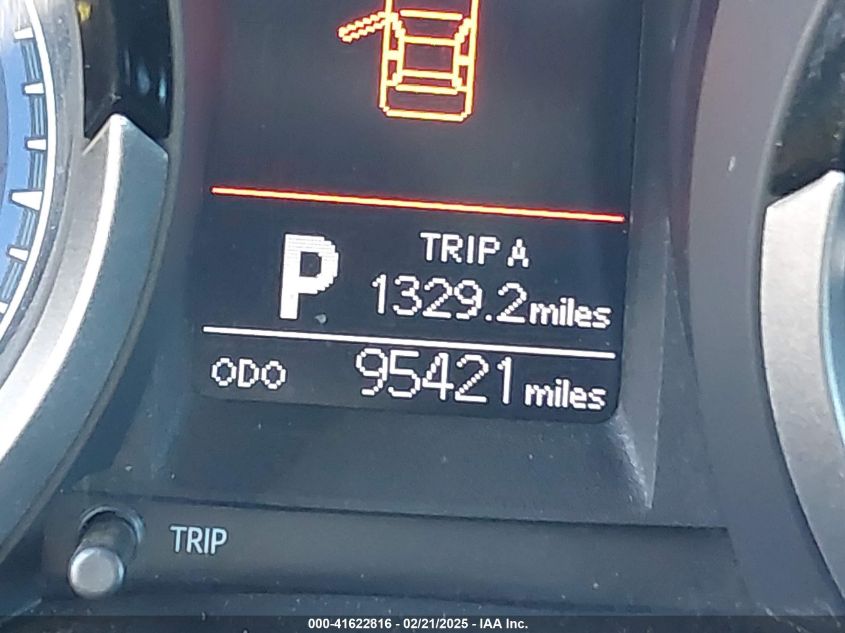 P
TRIP A
1329.2 miles
ODO 95421 miles
TRIP
000-41622816 - 02/21/2025 - IAA Inc.